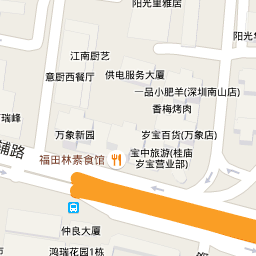 阳光里雅居
江南厨艺
阳光
意厨西餐厅
供电服务大厦
一品小肥羊(深圳南山店)
香梅烤肉
瑞峰
万象新园
岁宝百货(万象店)
辅路
福田林素食馆
宝中旅游(桂庙
岁宝营业部)
仲良大厦
鸿瑞花园1栋